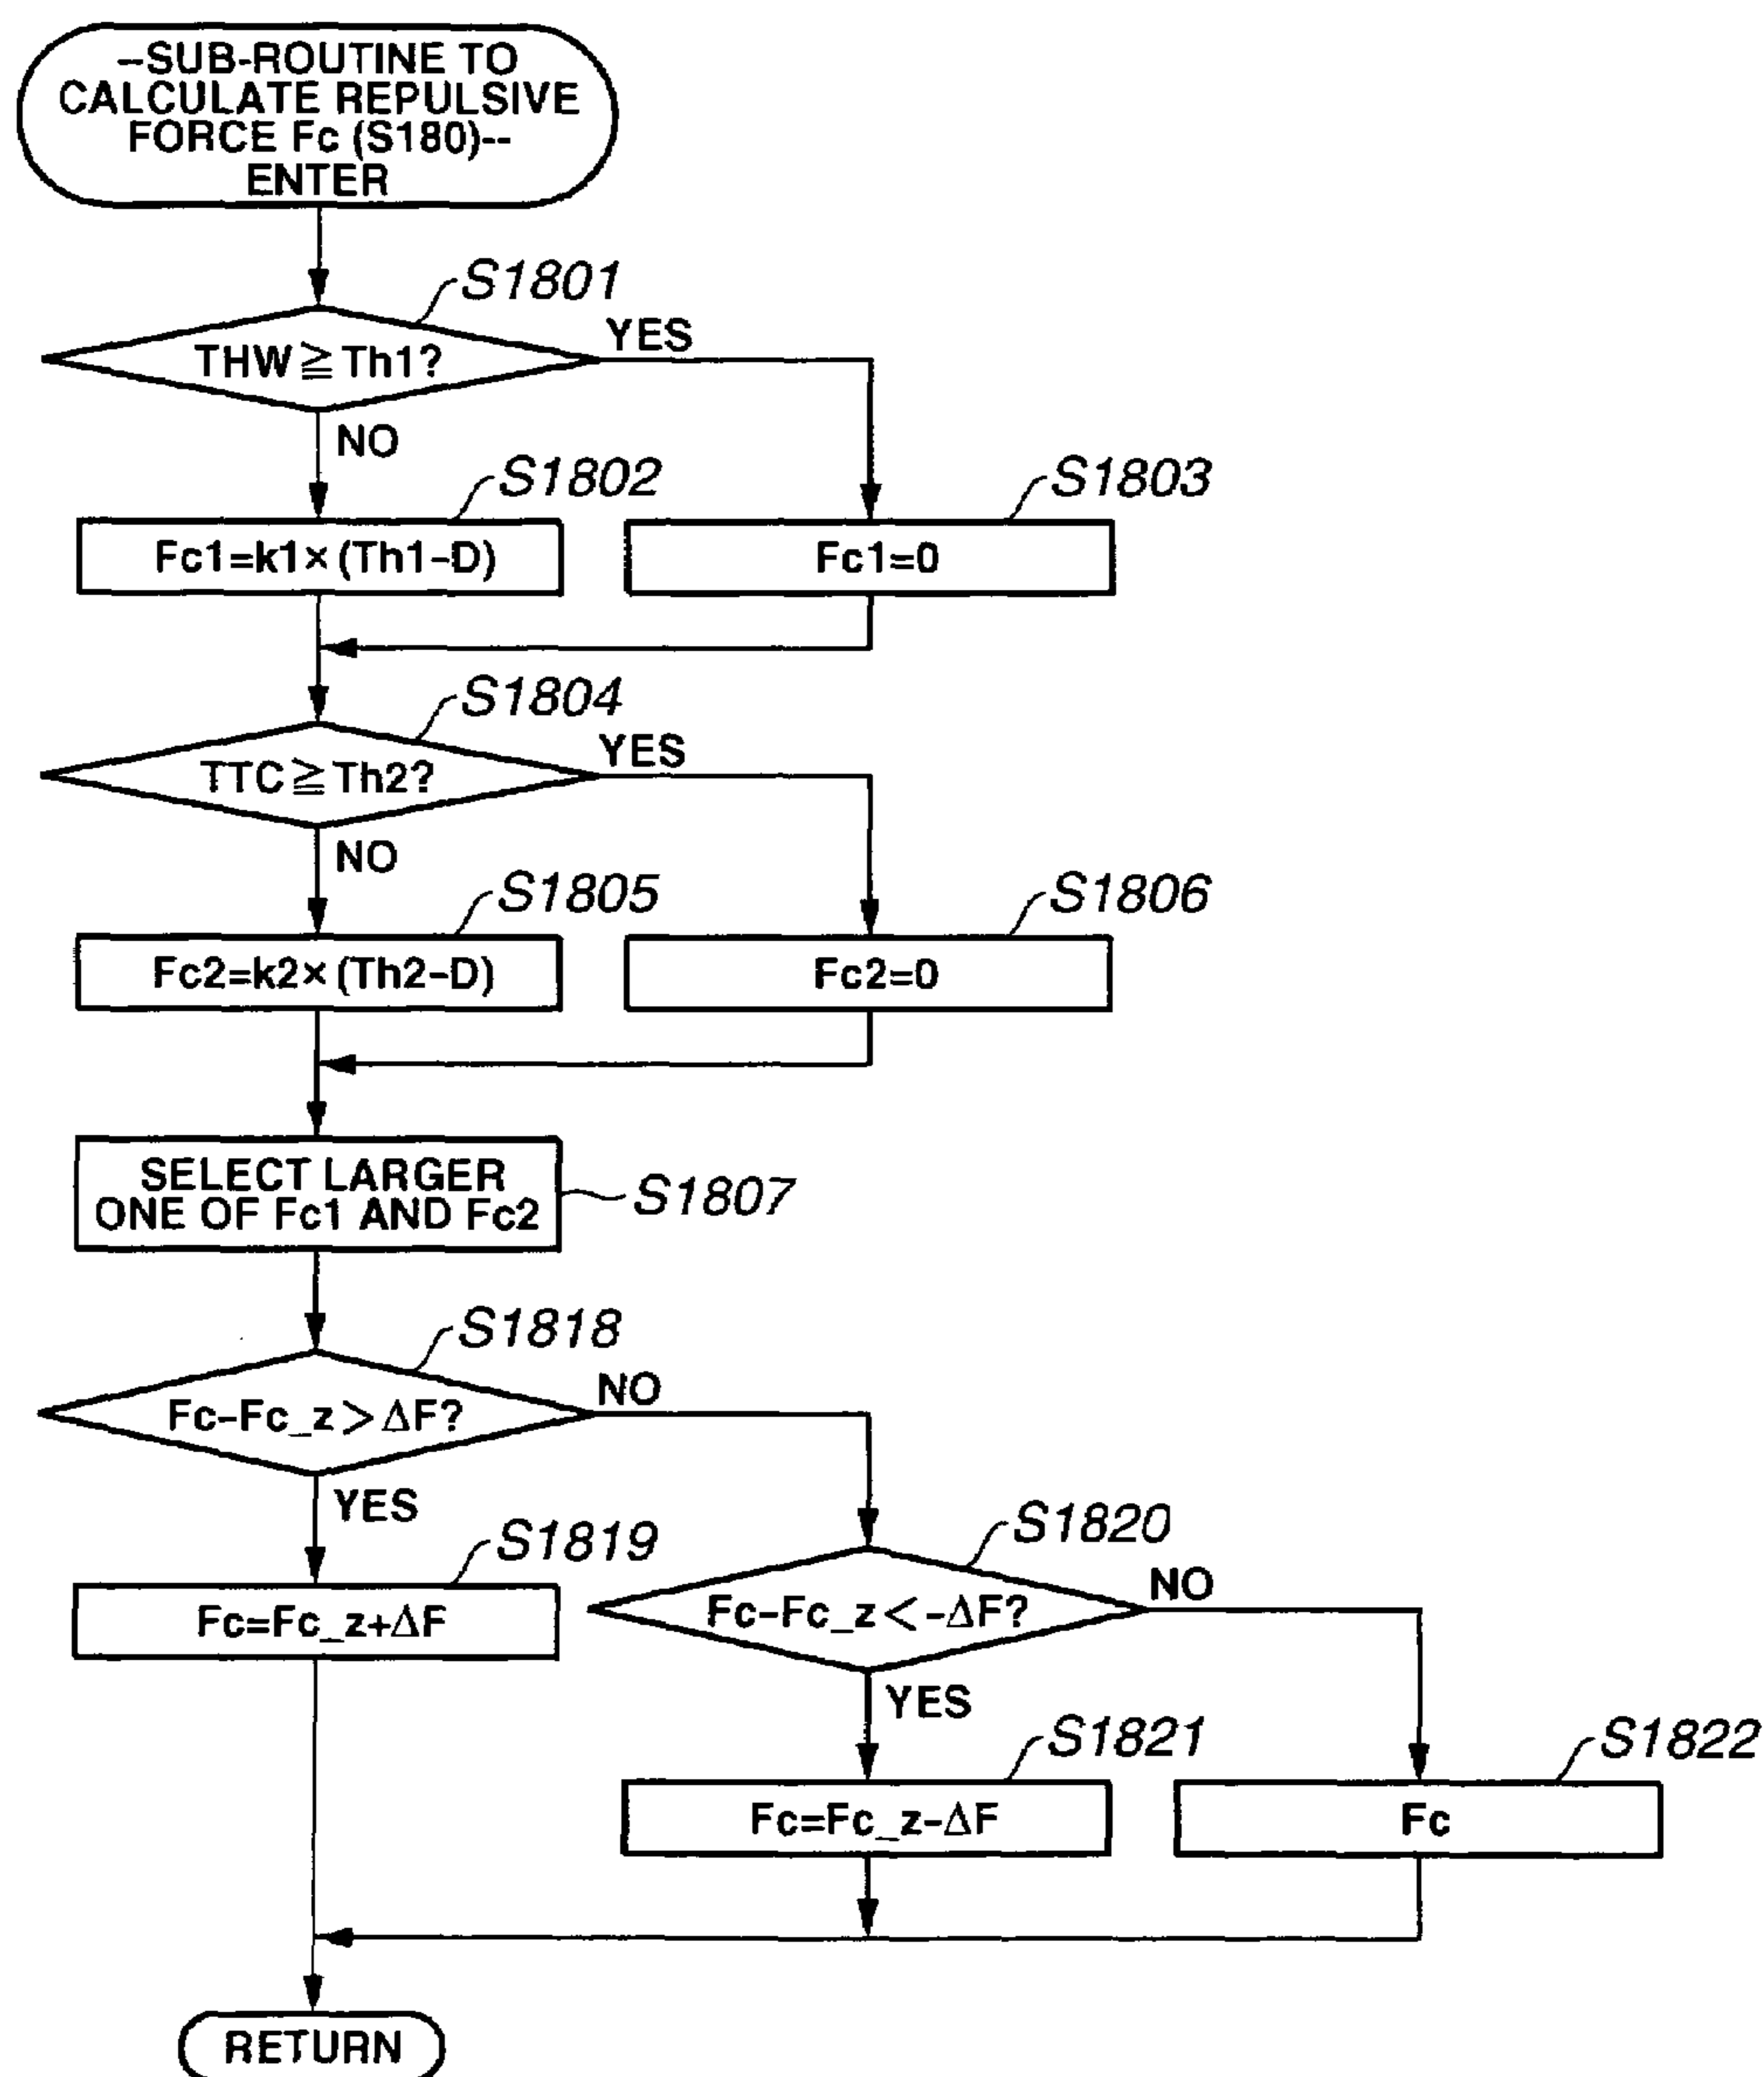 -SUB-ROUTINE TO
CALCULATE REPULSIVE
FORCE Fc (S180)--
ENTER
S1801
THW≧Th1?
YES
NO
S1802
S1803
Fc1=k1×(Th1-D)
Fc1=0
S1804
TTC≧Th2?
YES
NO
S1805
S1806
Fc2=k2×(Th2-D)
Fc2=0
SELECT LARGER
ONE OF Fc1 AND Fc2
S1807
S1818
Fc-Fc_z>ΔF?
NO
YES
S1819
Fc=Fc_z+ΔF
S1820
Fc-Fc_z<-ΔF?
NO
YES
S1821
S1822
Fc=Fc_z-ΔF
Fc
RETURN